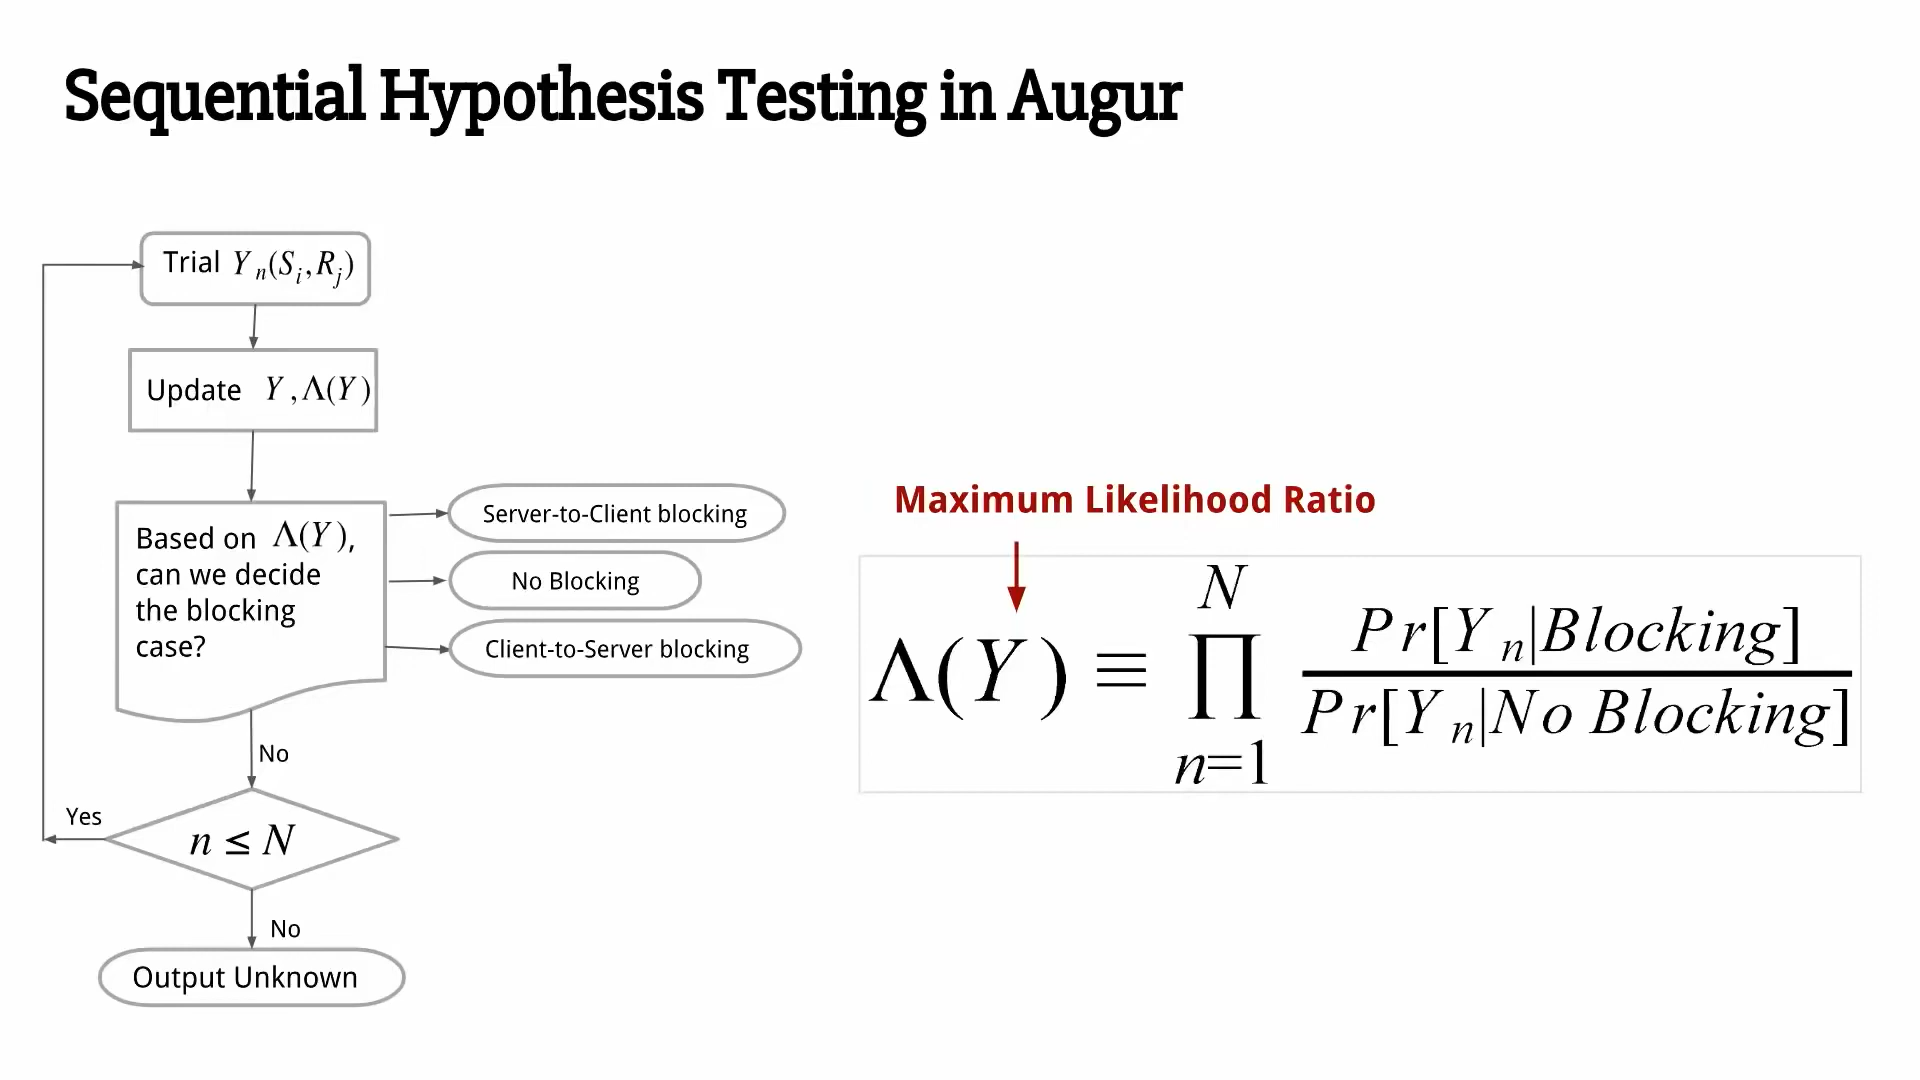 Sequential Hypothesis Testing in Augur
Trial Y_n(S_i,R_j)
Update Y,Λ(Y)
Based on Λ(Y),
can we decide
the blocking
case?
Server-to-Client blocking
No Blocking
Client-to-Server blocking
No
Yes
n ≤ N
No
Output Unknown
Maximum Likelihood Ratio
Λ(Y) ≡ ∏_{n=1}^{N} Pr[Y_n|Blocking] / Pr[Y_n|No Blocking]